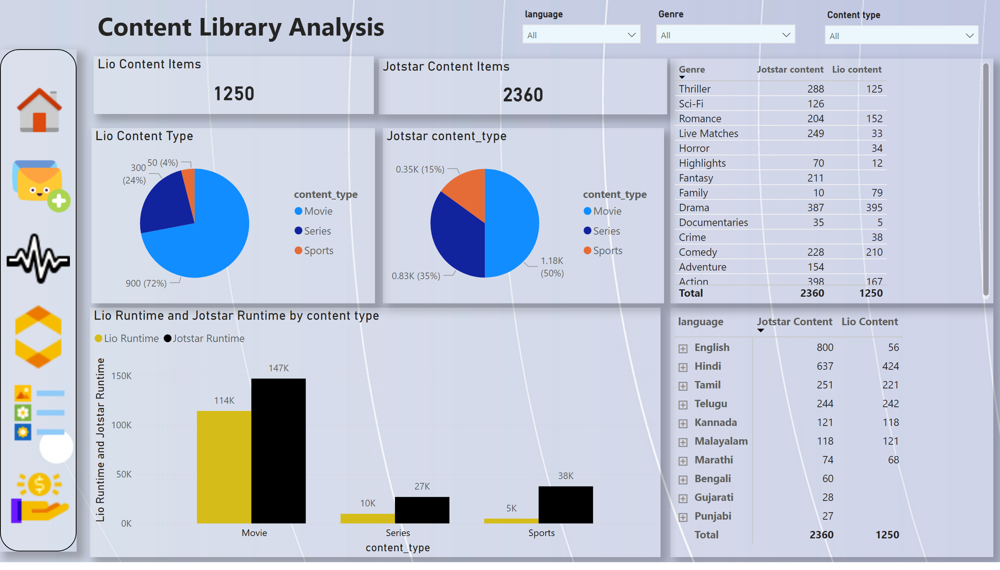 Content Library Analysis
language
All
Genre
All
Content type
All
Lio Content Items
1250
Jotstar Content Items
2360
Lio Content Type
50 (4%)
300
(24%)
900 (72%)
content_type
Movie
Series
Sports
Jotstar content_type
0.35K (15%)
0.83K (35%)
1.18K
(50%)
content_type
Movie
Series
Sports
Genre Jotstar content Lio content
Thriller 288 125
Sci-Fi 126
Romance 204 152
Live Matches 249 33
Horror 34
Highlights 70 12
Fantasy 211
Family 10 79
Drama 387 395
Documentaries 35 5
Crime 38
Comedy 228 210
Adventure 154
Action 398 167
Total 2360 1250
Lio Runtime and Jotstar Runtime by content type
Lio Runtime Jotstar Runtime
Lio Runtime and Jotstar Runtime
150K
100K
50K
0K
114K
147K
10K
27K
5K
38K
Movie
Series
Sports
content_type
language Jotstar Content Lio Content
English 800 56
Hindi 637 424
Tamil 251 221
Telugu 244 242
Kannada 121 118
Malayalam 118 121
Marathi 74 68
Bengali 60
Gujarati 28
Punjabi 27
Total 2360 1250